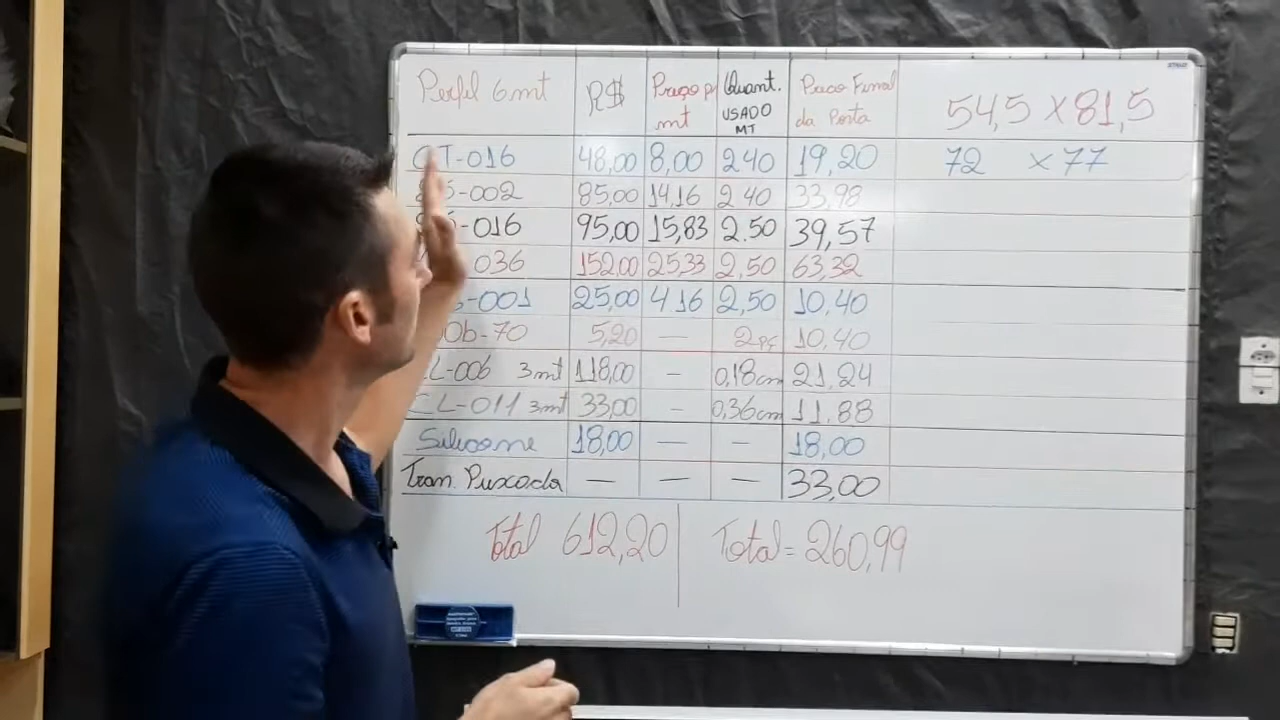 Perfil 6mt R$ Preço p/ mt Quant. USADO MT Preco Final da Porta 54,5 X 81,5
CT-016 48,00 8,00 2 40 19,20 72 x 77
-002 85,00 14,16 2 40 33,98
-016 95,00 15,83 2.50 39,57
036 152,00 25,33 2,50 63,32
-001 25,00 4 16 2,50 10,40
-70 5,20 — 2 10,40
-006 3mt 118,00 - 0,18cm 21,24
CL-011 3mt 33,00 - 0,36cm 11.88
Silicone 18,00 — - 18,00
Tran. Puxada — — — 33,00
Total 612,20 Total = 260,99